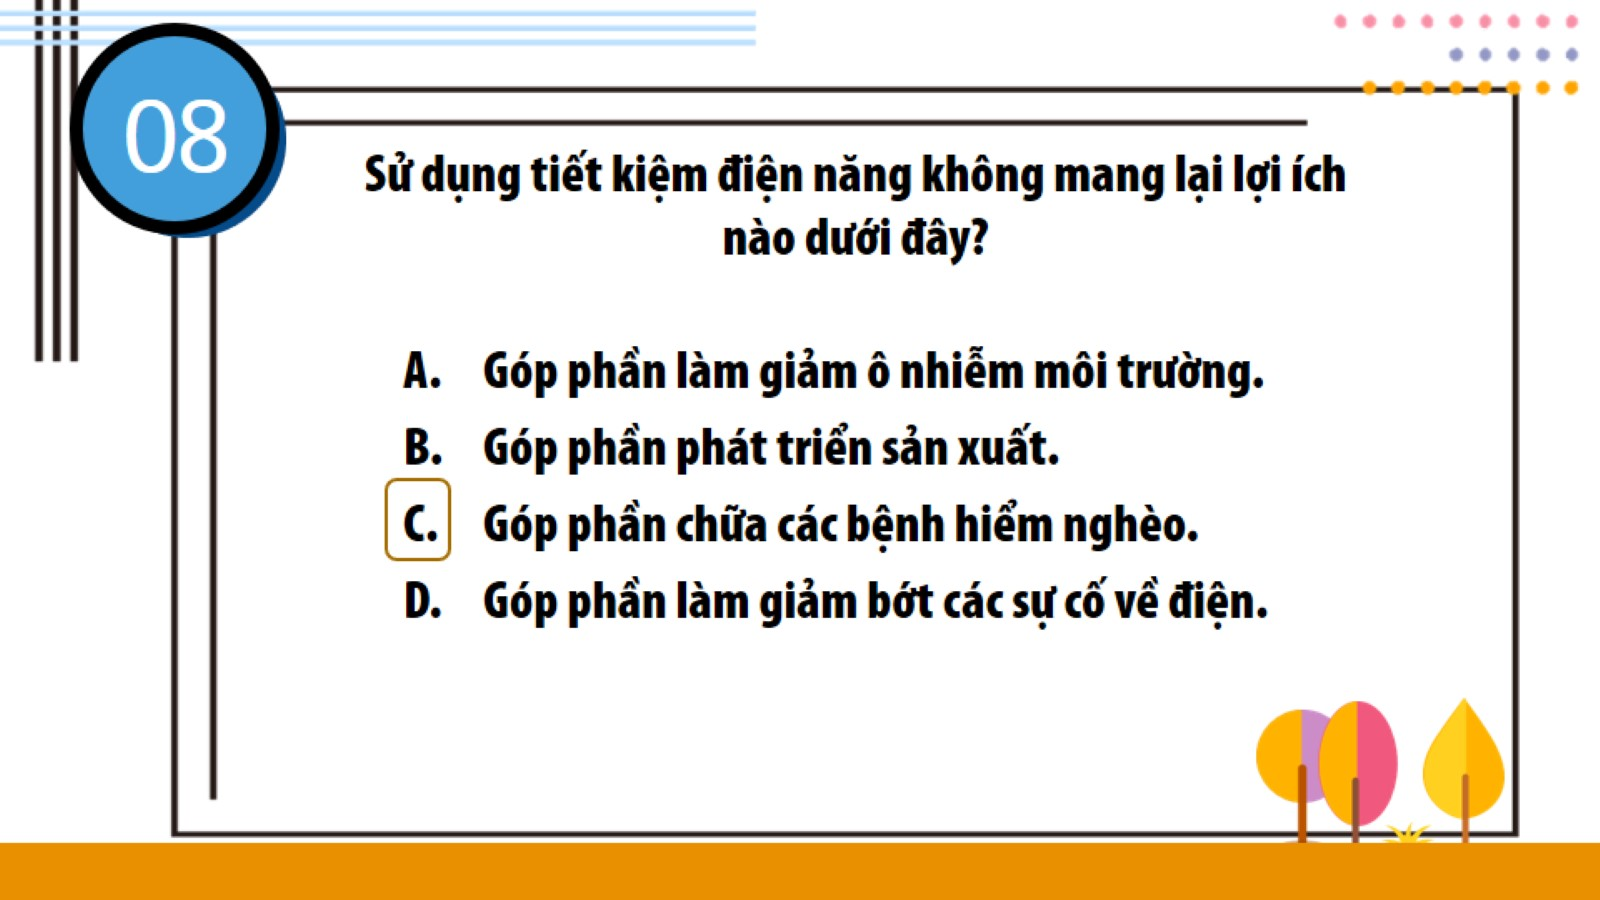 08
Sử dụng tiết kiệm điện năng không mang lại lợi ích
nào dưới đây?
A. Góp phần làm giảm ô nhiễm môi trường.
B. Góp phần phát triển sản xuất.
C. Góp phần chữa các bệnh hiểm nghèo.
D. Góp phần làm giảm bớt các sự cố về điện.